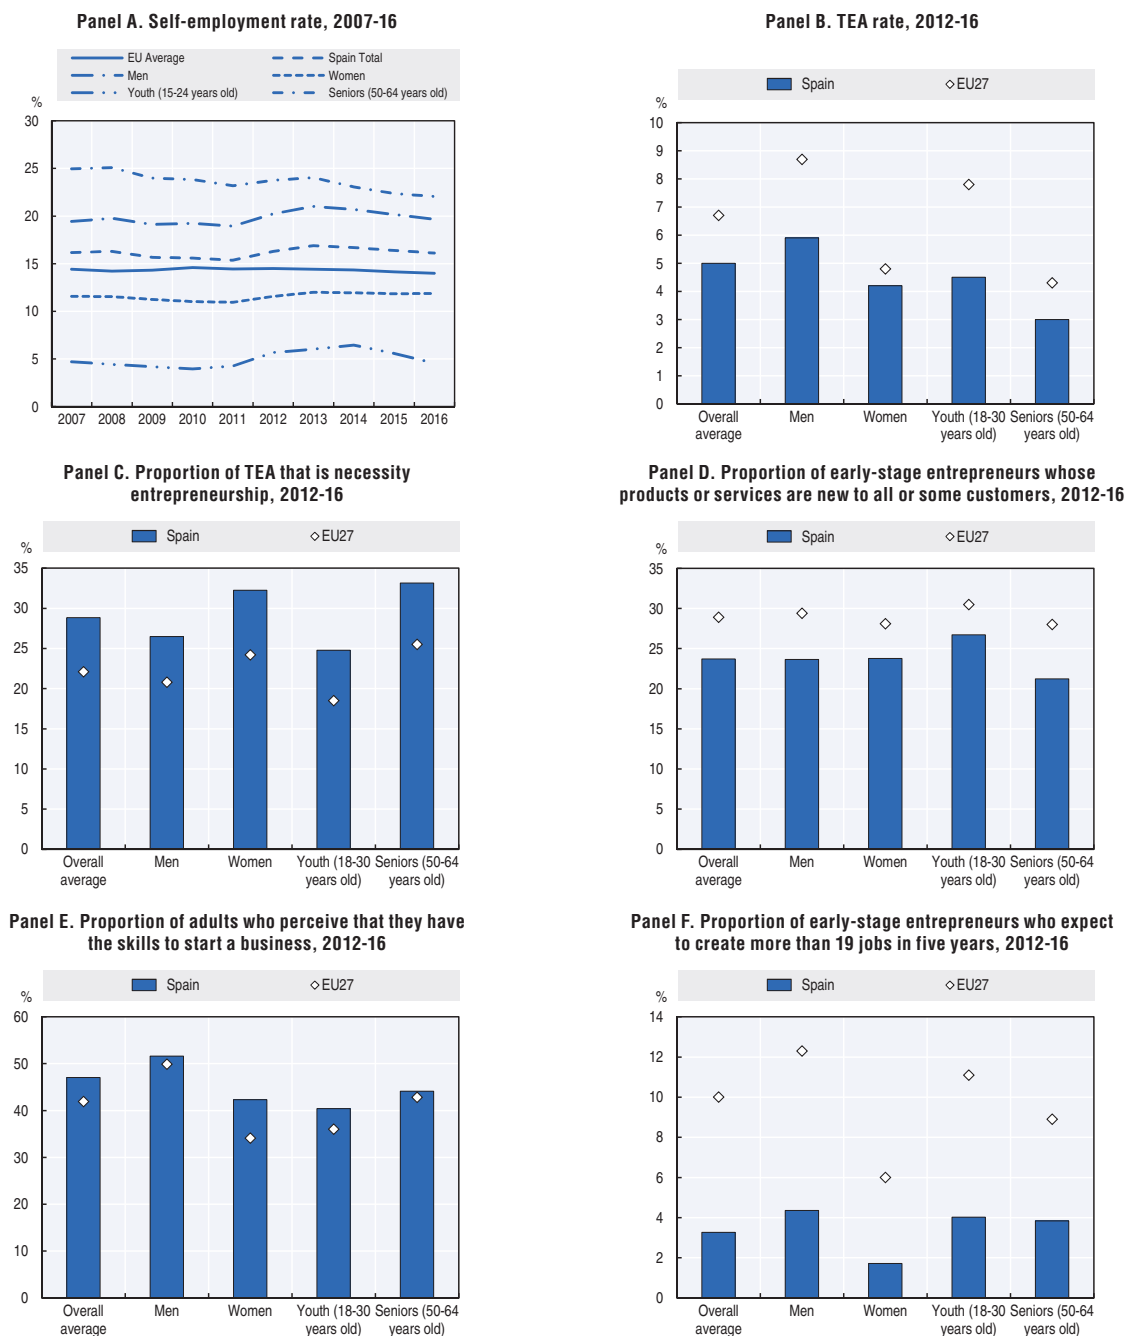 Panel A. Self-employment rate, 2007-16
EU Average
Spain Total
Men
Women
Youth (15-24 years old)
Seniors (50-64 years old)
%
30
25
20
15
10
5
0
2007 2008 2009 2010 2011 2012 2013 2014 2015 2016
Panel B. TEA rate, 2012-16
Spain
EU27
%
10
9
8
7
6
5
4
3
2
1
0
Overall Men Women Youth (18-30 Seniors (50-64
average years old) years old)
Panel C. Proportion of TEA that is necessity
entrepreneurship, 2012-16
Spain
EU27
%
35
30
25
20
15
10
5
0
Overall Men Women Youth (18-30 Seniors (50-64
average years old) years old)
Panel D. Proportion of early-stage entrepreneurs whose
products or services are new to all or some customers, 2012-16
Spain
EU27
%
35
30
25
20
15
10
5
0
Overall Men Women Youth (18-30 Seniors (50-64
average years old) years old)
Panel E. Proportion of adults who perceive that they have
the skills to start a business, 2012-16
Spain
EU27
%
60
50
40
30
20
10
0
Overall Men Women Youth (18-30 Seniors (50-64
average years old) years old)
Panel F. Proportion of early-stage entrepreneurs who expect
to create more than 19 jobs in five years, 2012-16
Spain
EU27
%
14
12
10
8
6
4
2
0
Overall Men Women Youth (18-30 Seniors (50-64
average years old) years old)